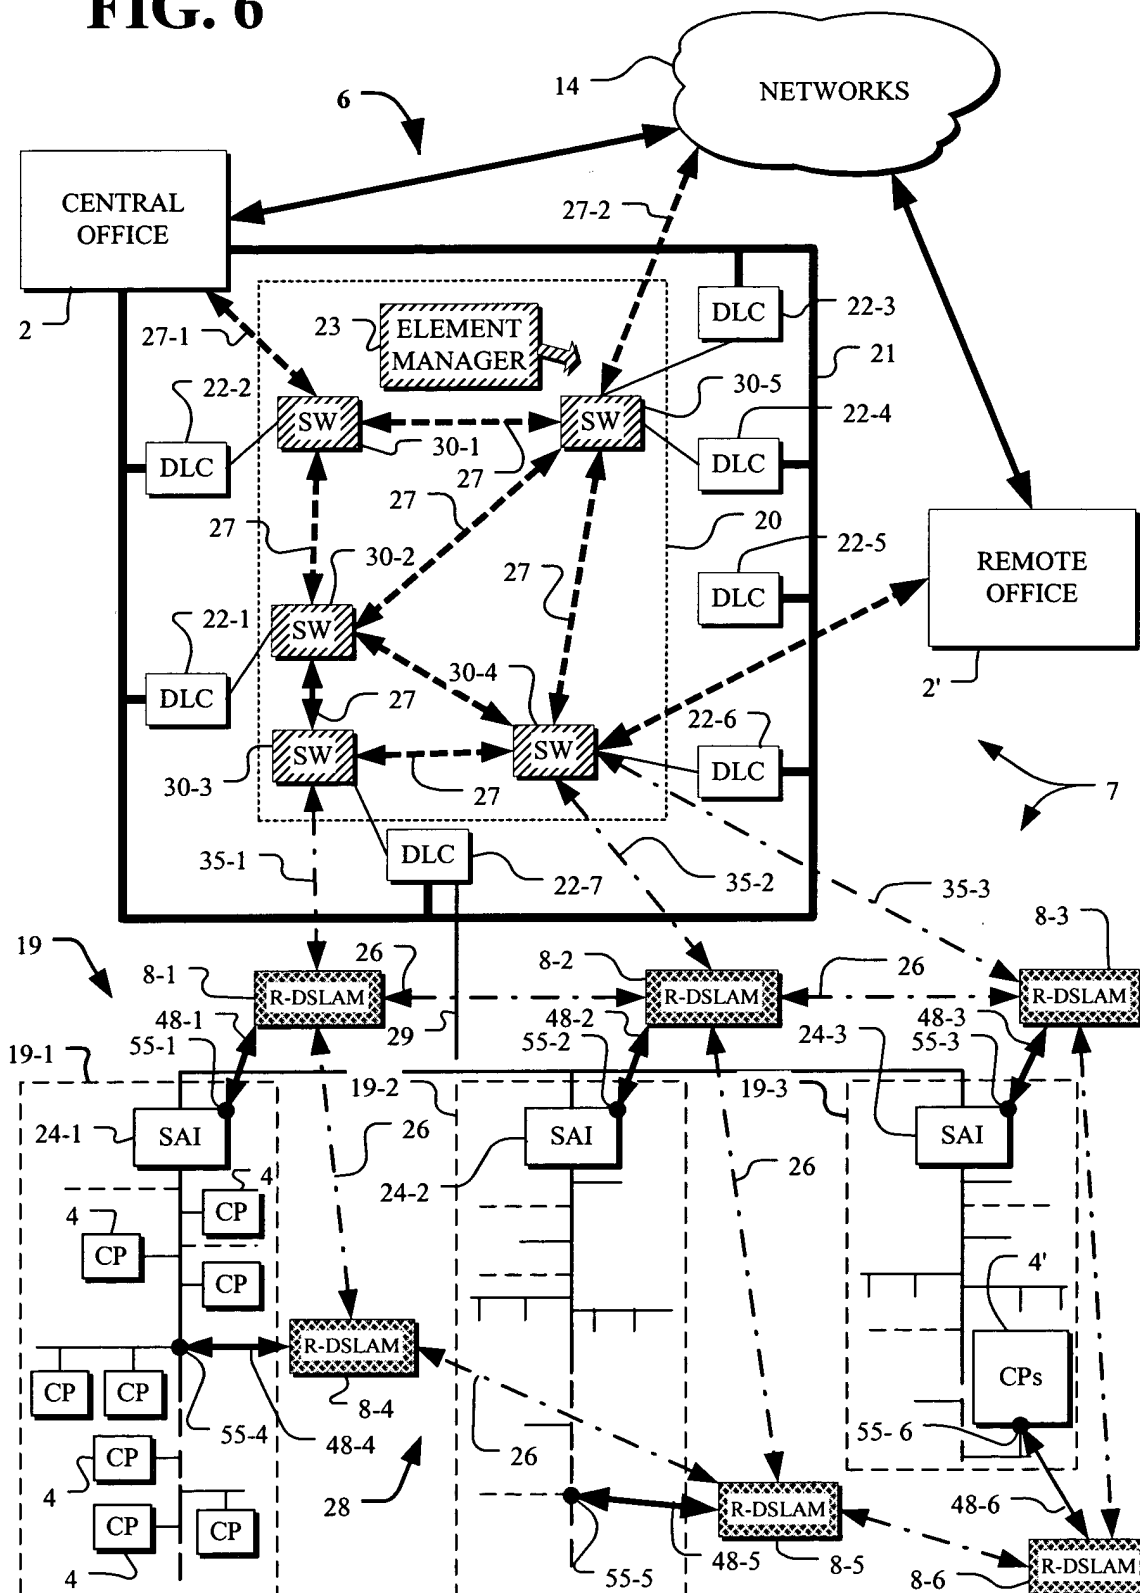 FIG. 6
14
NETWORKS
6
CENTRAL
OFFICE
27-2
2
27-1
23
ELEMENT
MANAGER
DLC
22-3
21
22-2
30-5
22-4
SW
SW
DLC
30-1
27
DLC
27
27
30-2
20
22-5
REMOTE
OFFICE
27
DLC
22-1
SW
30-4
2'
DLC
27
22-6
SW
SW
DLC
30-3
27
7
35-1
DLC
22-7
35-2
35-3
19
8-1
26
8-2
26
8-3
R-DSLAM
R-DSLAM
R-DSLAM
48-1
29
48-2
24-3
48-3
19-1
55-1
55-2
55-3
19-2
19-3
24-1
SAI
26
SAI
SAI
24-2
26
4
CP
4
CP
CP
4'
R-DSLAM
CPs
CP
CP
8-4
55-4
48-4
26
55-6
CP
4
28
48-6
CP
CP
R-DSLAM
R-DSLAM
4
55-5
48-5
8-5
8-6